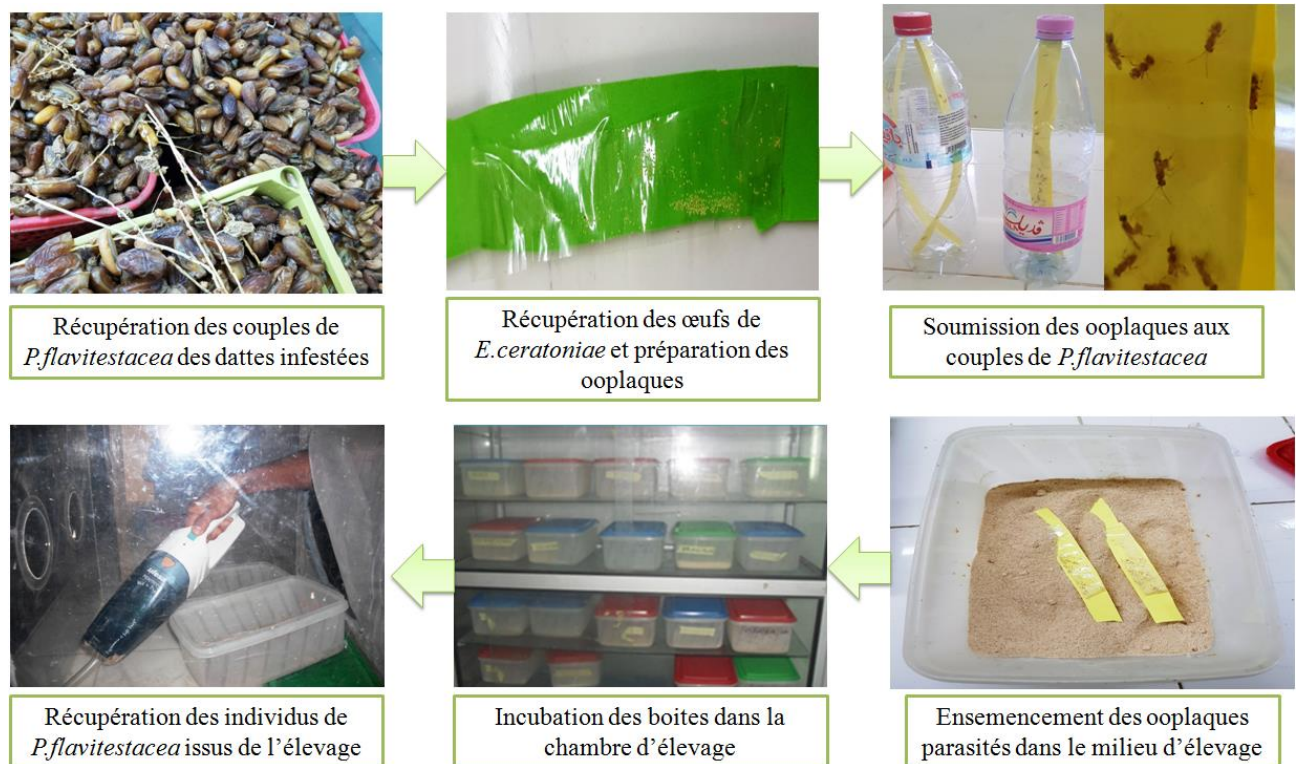 Récupération des couples de
P.flavitestacea des dattes infestées
Récupération des œufs de
E.ceratoniae et préparation des
ooplaques
Soumission des ooplaques aux
couples de P.flavitestacea
Récupération des individus de
P.flavitestacea issus de l'élevage
Incubation des boites dans la
chambre d'élevage
Ensemencement des ooplaques
parasités dans le milieu d'élevage